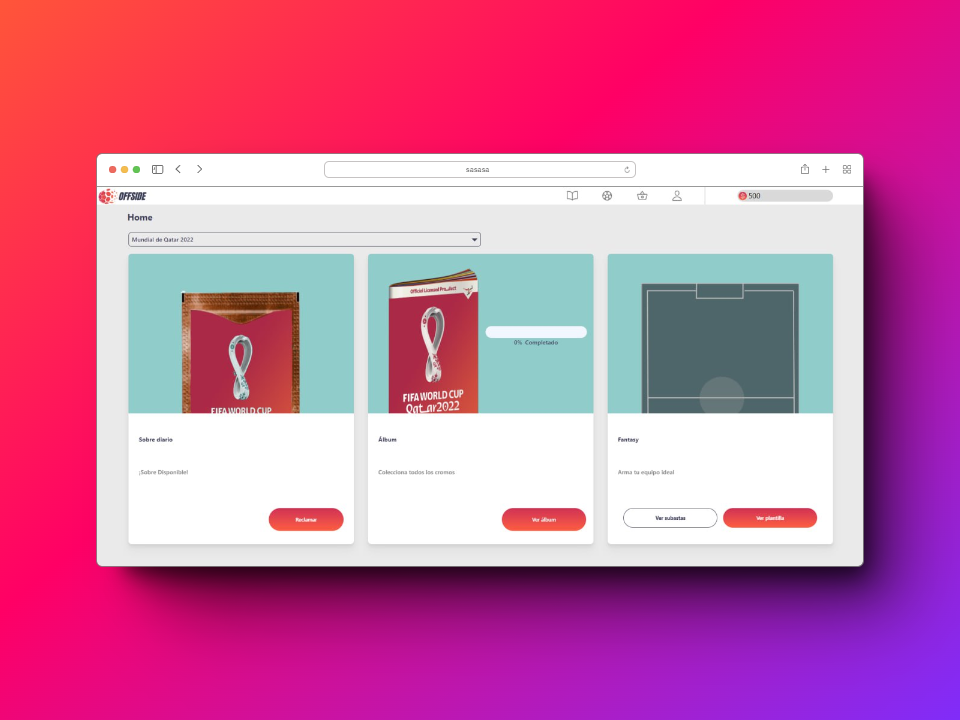 sasasa
OFFSIDE
500
Home
Mundial de Qatar 2022
FIFA WORLD CUP
Official Licensed Product
FIFA WORLD CUP
Qatar2022
0% Completado
Sobre diario
¡Sobre Disponible!
Reclamar
Álbum
Colecciona todos los cromos
Ver álbum
Fantasy
Arma tu equipo ideal
Ver subastas
Ver plantilla